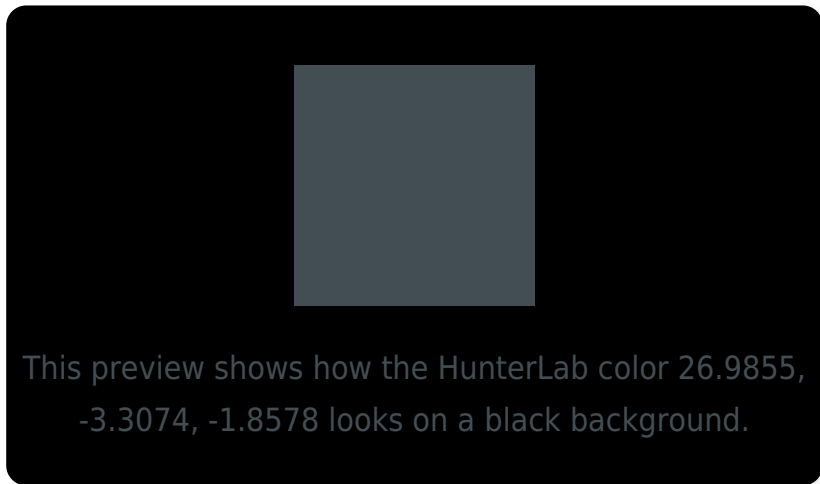 This preview shows how the HunterLab color 26.9855,
-3.3074, -1.8578 looks on a black background.